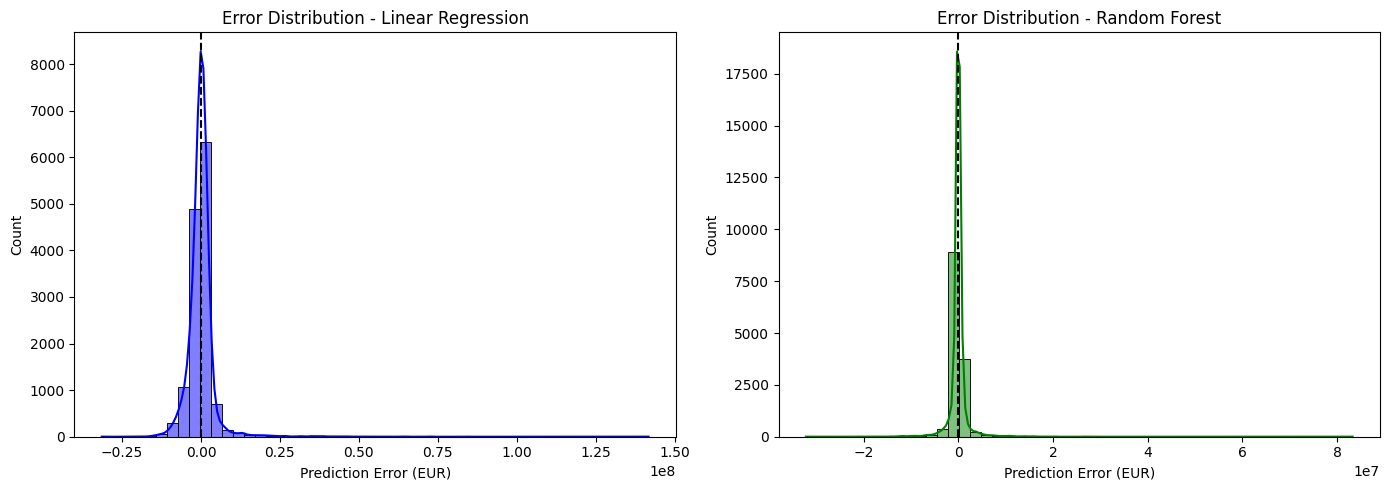 Error Distribution - Linear Regression
8000
7000
6000
5000
4000
3000
2000
1000
0
Count
−0.25 0.00 0.25 0.50 0.75 1.00 1.25 1.50
1e8
Prediction Error (EUR)
Error Distribution - Random Forest
17500
15000
12500
10000
7500
5000
2500
0
Count
−2 0 2 4 6 8
1e7
Prediction Error (EUR)